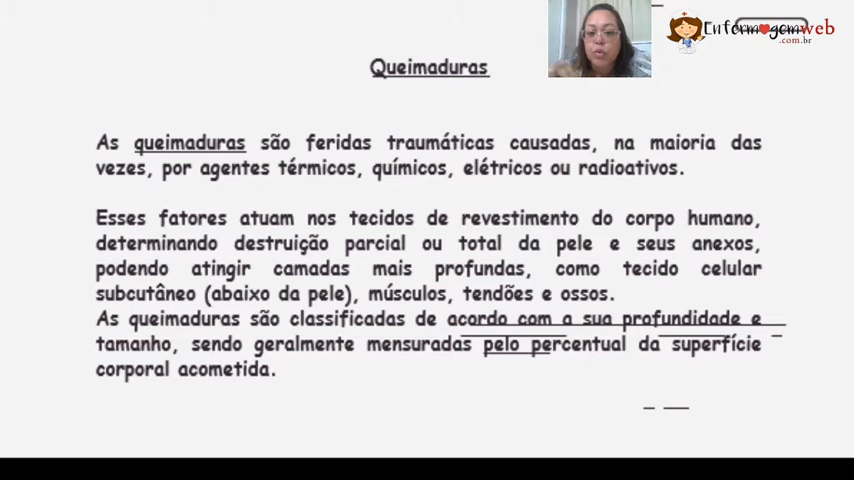 Enfermagemweb
.com.br
Queimaduras
As queimaduras são feridas traumáticas causadas, na maioria das
vezes, por agentes térmicos, químicos, elétricos ou radioativos.
Esses fatores atuam nos tecidos de revestimento do corpo humano,
determinando destruição parcial ou total da pele e seus anexos,
podendo atingir camadas mais profundas, como tecido celular
subcutâneo (abaixo da pele), músculos, tendões e ossos.
As queimaduras são classificadas de acordo com a sua profundidade e
tamanho, sendo geralmente mensuradas pelo percentual da superfície
corporal acometida.